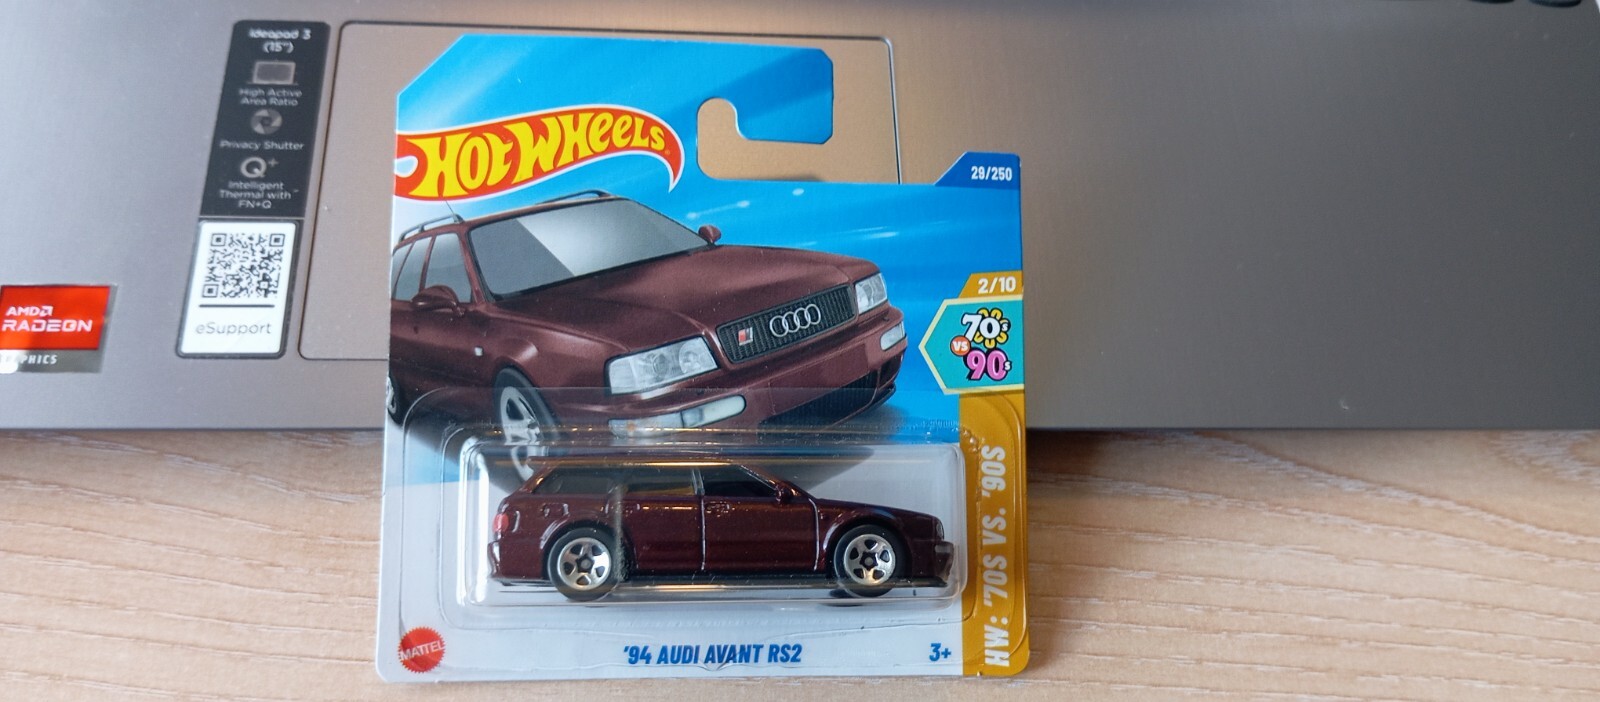 Ideapad 3
(15")
High Active
Area Ratio
Privacy Shutter
Q+
Intelligent
Thermal with
FN+Q
eSupport
AMD
RADEON
GRAPHICS
HOT WHEELS
29/250
2/10
70s
VS
90s
HW: '70S VS. '90S
MATTEL
'94 AUDI AVANT RS2
3+